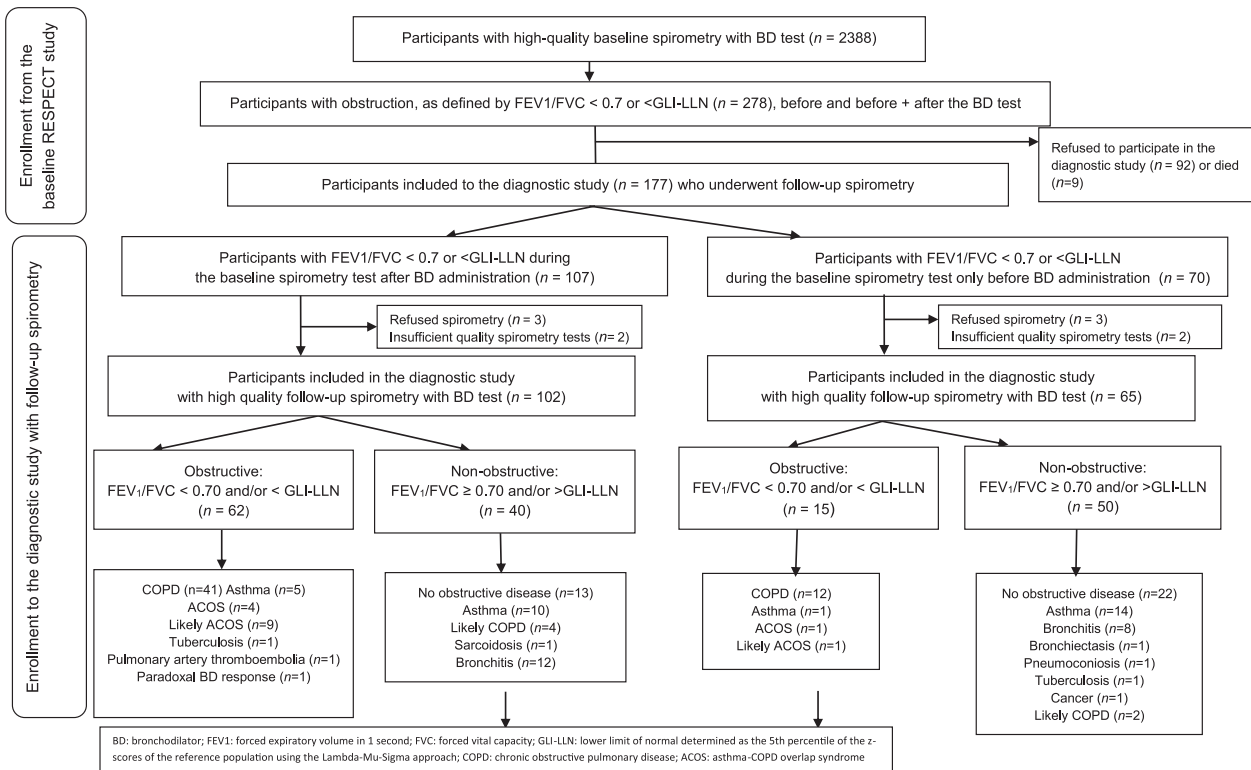 Enrollment from the
baseline RESPECT study
Participants with high-quality baseline spirometry with BD test (n = 2388)
Participants with obstruction, as defined by FEV1/FVC < 0.7 or <GLI-LLN (n = 278), before and before + after the BD test
Refused to participate in the
diagnostic study (n = 92) or died
(n=9)
Participants included to the diagnostic study (n = 177) who underwent follow-up spirometry
Enrollment to the diagnostic study with follow-up spirometry
Participants with FEV1/FVC < 0.7 or <GLI-LLN during
the baseline spirometry test after BD administration (n = 107)
Participants with FEV1/FVC < 0.7 or <GLI-LLN
during the baseline spirometry test only before BD administration (n = 70)
Refused spirometry (n = 3)
Insufficient quality spirometry tests (n= 2)
Refused spirometry (n = 3)
Insufficient quality spirometry tests (n= 2)
Participants included in the diagnostic study
with high quality follow-up spirometry with BD test (n = 102)
Participants included in the diagnostic study
with high quality follow-up spirometry with BD test (n = 65)
Obstructive:
FEV₁/FVC < 0.70 and/or < GLI-LLN
(n = 62)
Non-obstructive:
FEV₁/FVC ≥ 0.70 and/or >GLI-LLN
(n = 40)
Obstructive:
FEV₁/FVC < 0.70 and/or < GLI-LLN
(n = 15)
Non-obstructive:
FEV₁/FVC ≥ 0.70 and/or >GLI-LLN
(n = 50)
COPD (n=41) Asthma (n=5)
ACOS (n=4)
Likely ACOS (n=9)
Tuberculosis (n=1)
Pulmonary artery thromboembolia (n=1)
Paradoxal BD response (n=1)
No obstructive disease (n=13)
Asthma (n=10)
Likely COPD (n=4)
Sarcoidosis (n=1)
Bronchitis (n=12)
COPD (n=12)
Asthma (n=1)
ACOS (n=1)
Likely ACOS (n=1)
No obstructive disease (n=22)
Asthma (n=14)
Bronchitis (n=8)
Bronchiectasis (n=1)
Pneumoconiosis (n=1)
Tuberculosis (n=1)
Cancer (n=1)
Likely COPD (n=2)
BD: bronchodilator; FEV1: forced expiratory volume in 1 second; FVC: forced vital capacity; GLI-LLN: lower limit of normal determined as the 5th percentile of the z-
scores of the reference population using the Lambda-Mu-Sigma approach; COPD: chronic obstructive pulmonary disease; ACOS: asthma-COPD overlap syndrome